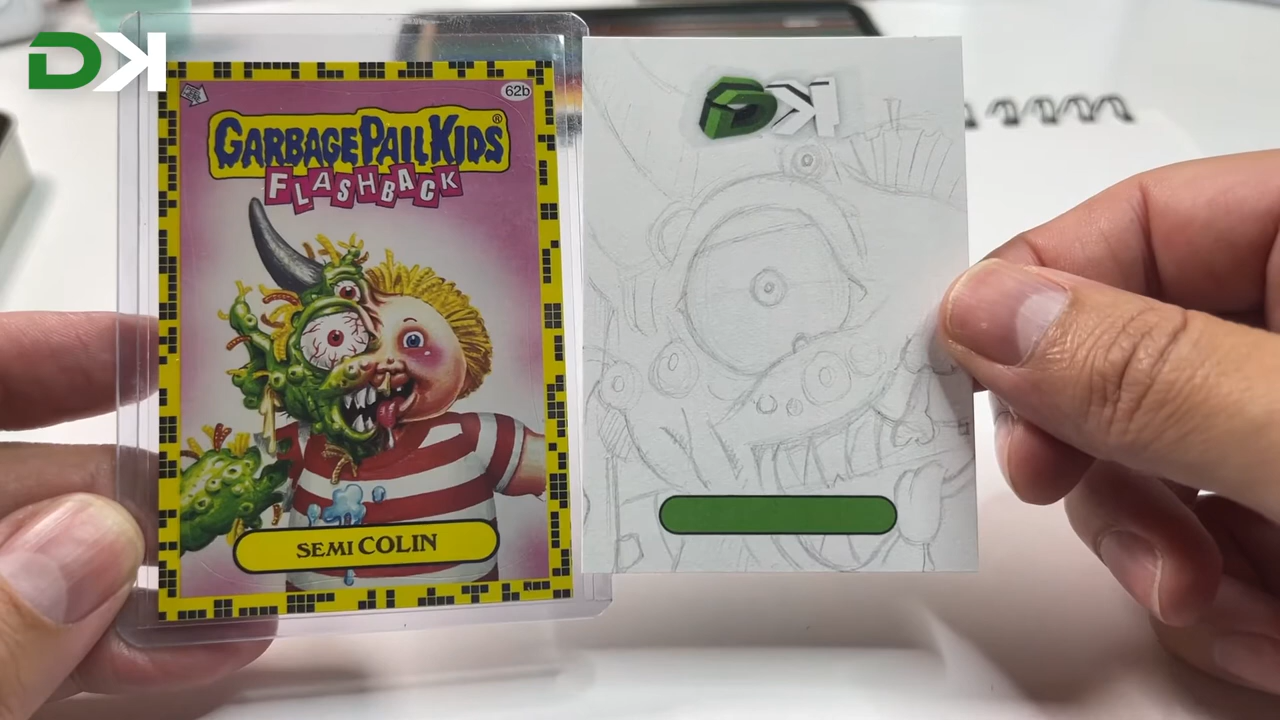 DK
62b
GARBAGE PAIL KIDS®
FLASHBACK
SEMI COLIN
DK